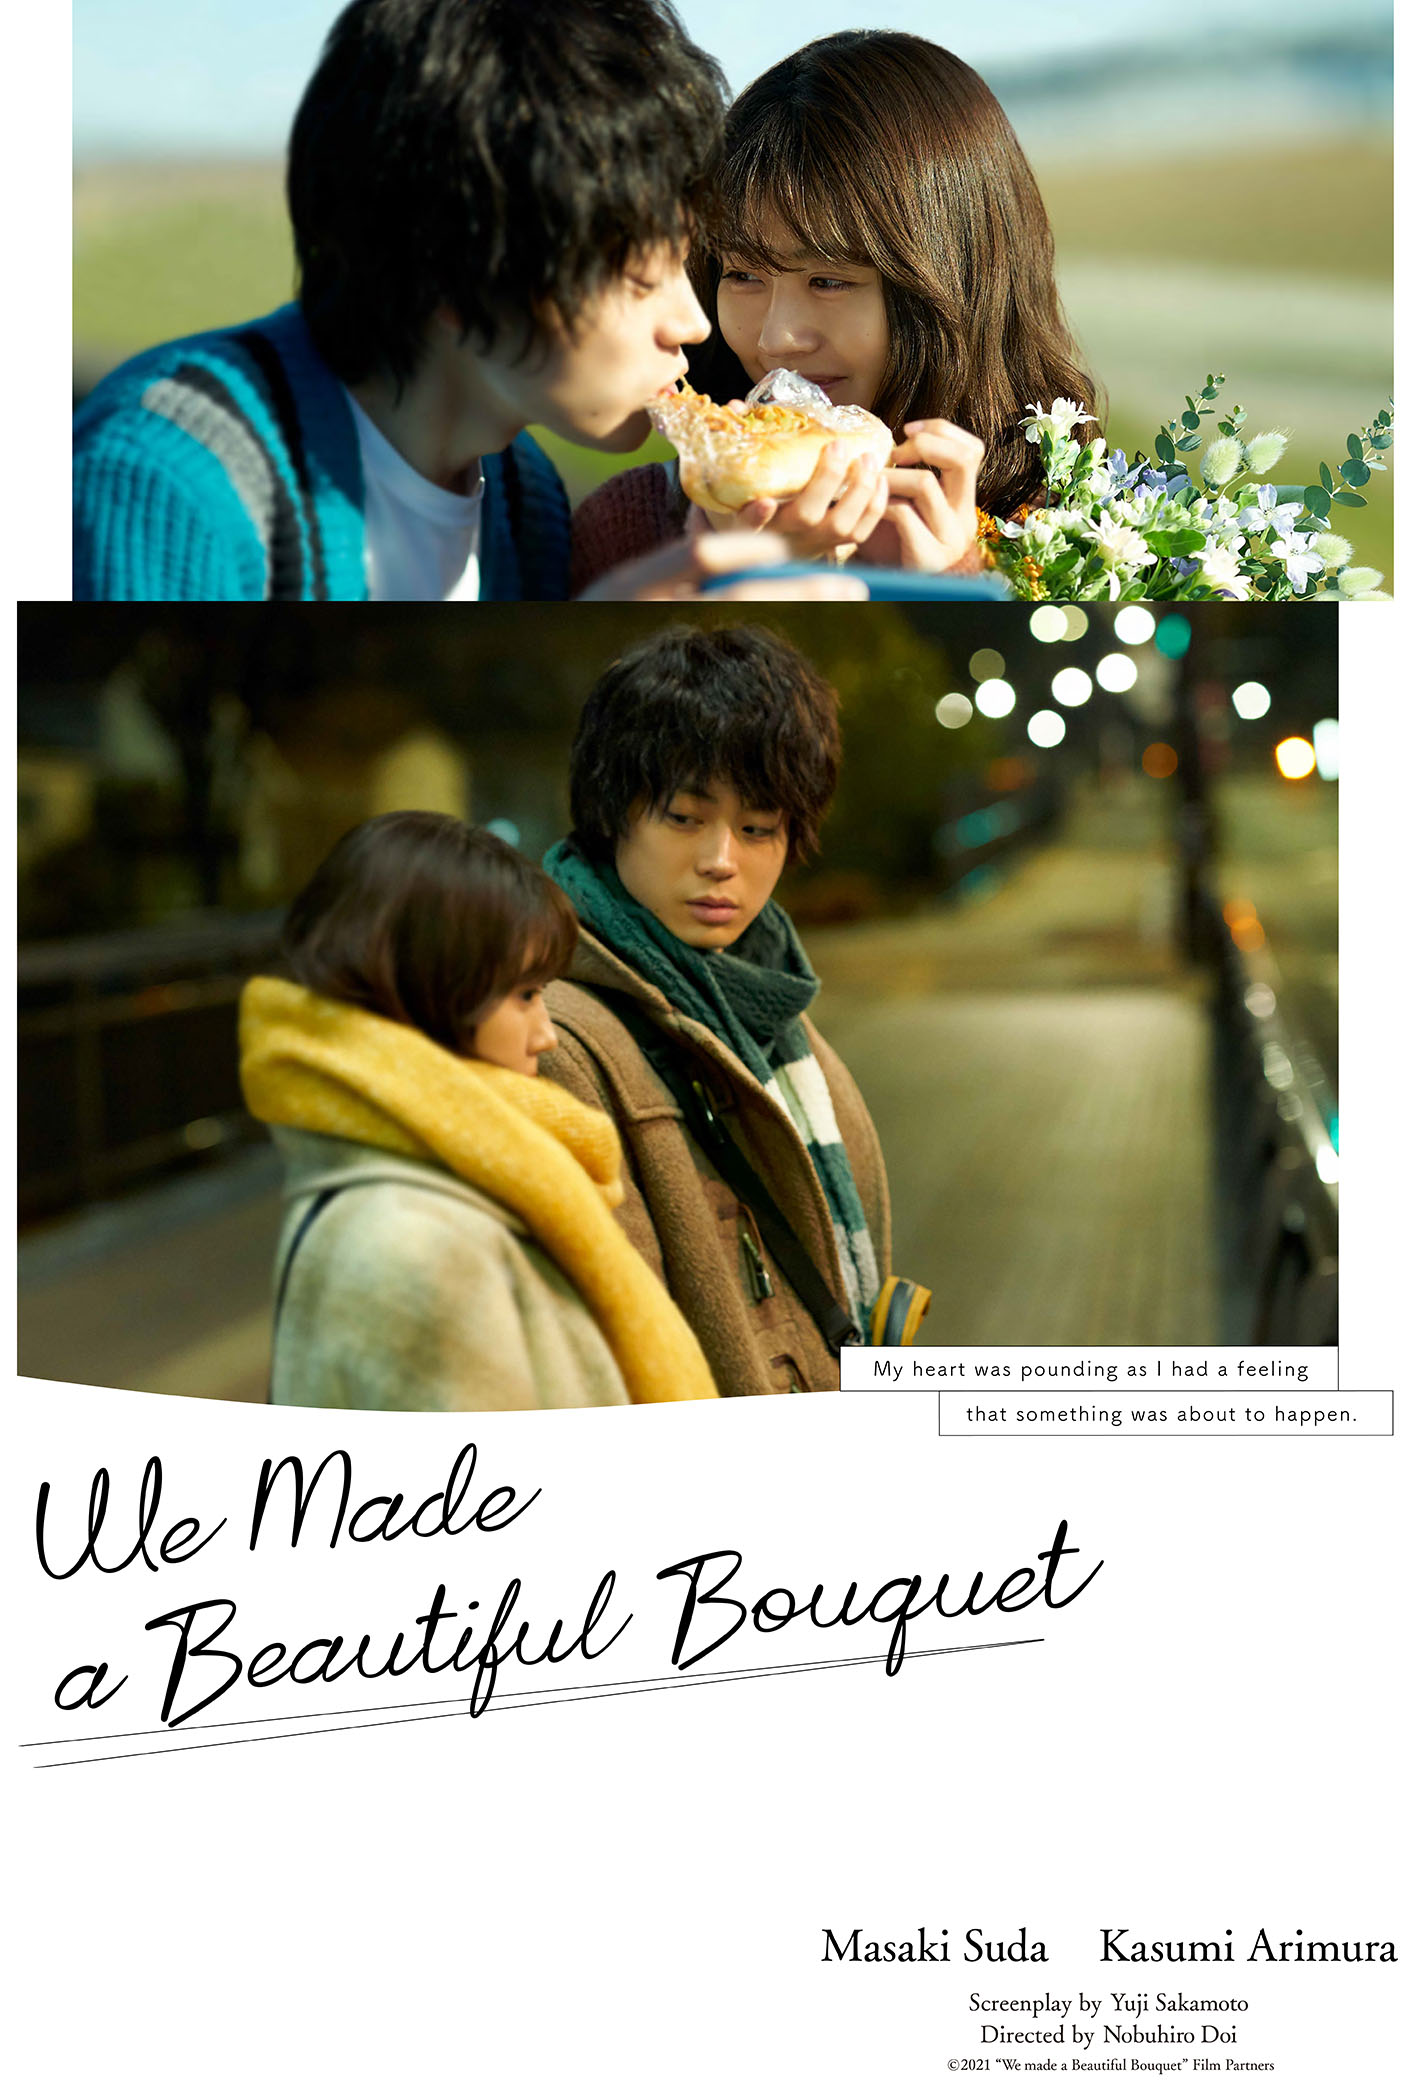 My heart was pounding as I had a feeling
that something was about to happen.
We Made
a Beautiful Bouquet
Masaki Suda Kasumi Arimura
Screenplay by Yuji Sakamoto
Directed by Nobuhiro Doi
©2021 “We made a Beautiful Bouquet” Film Partners